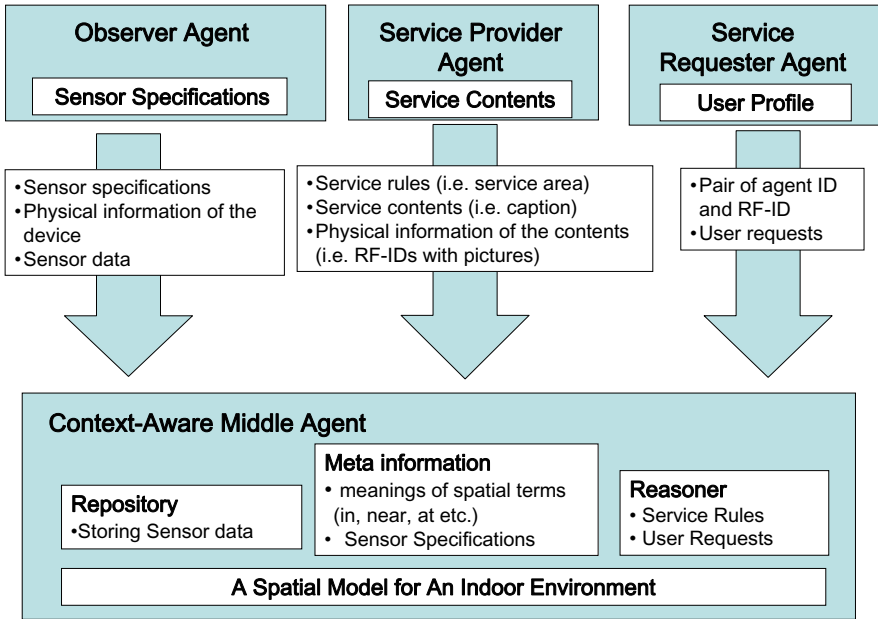 Observer Agent
Sensor Specifications
Service Provider
Agent
Service Contents
Service
Requester Agent
User Profile
•Sensor specifications
•Physical information of the
device
•Sensor data
•Service rules (i.e. service area)
•Service contents (i.e. caption)
•Physical information of the contents
(i.e. RF-IDs with pictures)
•Pair of agent ID
and RF-ID
•User requests
Context-Aware Middle Agent
Repository
•Storing Sensor data
Meta information
• meanings of spatial terms
(in, near, at etc.)
• Sensor Specifications
Reasoner
• Service Rules
• User Requests
A Spatial Model for An Indoor Environment